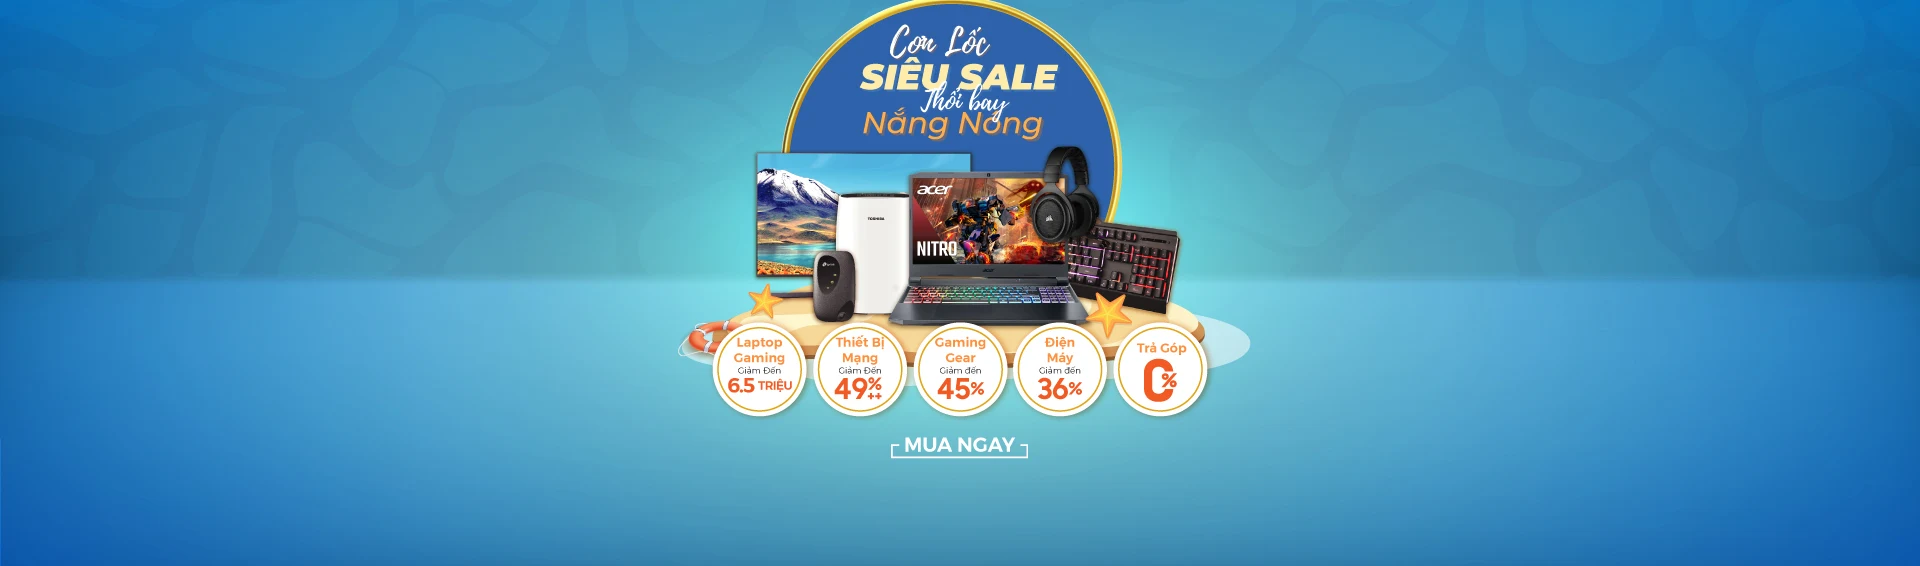 Cơn Lốc
SIÊU SALE
Thổi bay
Nắng Nóng
acer
NITRO
TOSHIBA
acer
Laptop
Gaming
Giảm Đến
6.5 TRIỆU
Thiết Bị
Mạng
Giảm Đến
49%++
Gaming
Gear
Giảm đến
45%
Điện
Máy
Giảm đến
36%
Trả Góp
0%
MUA NGAY